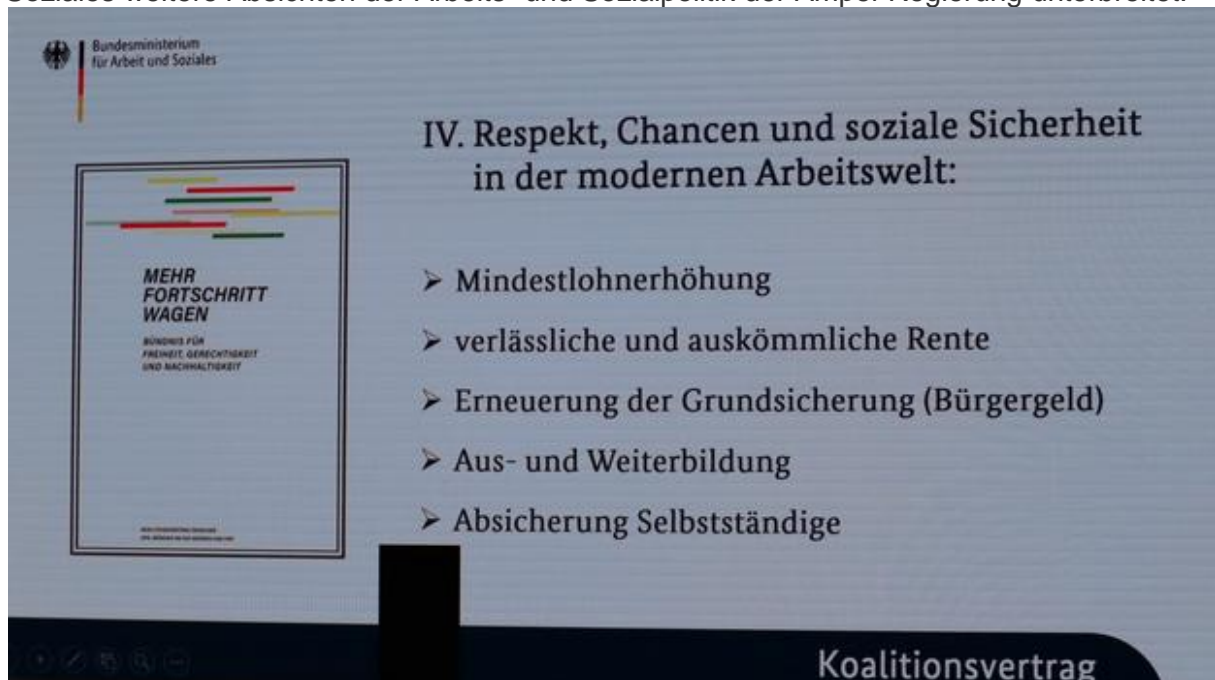 Soziales weitere Absichten der Arbeits- und Sozialpolitik der Ampel-Regierung unterbreitet.
Bundesministerium
für Arbeit und Soziales
IV. Respekt, Chancen und soziale Sicherheit
in der modernen Arbeitswelt:
MEHR
FORTSCHRITT
WAGEN
BÜNDNIS FÜR
FREIHEIT, GERECHTIGKEIT
UND NACHHALTIGKEIT
➢ Mindestlohnerhöhung
➢ verlässliche und auskömmliche Rente
➢ Erneuerung der Grundsicherung (Bürgergeld)
➢ Aus- und Weiterbildung
➢ Absicherung Selbstständige
Koalitionsvertrag